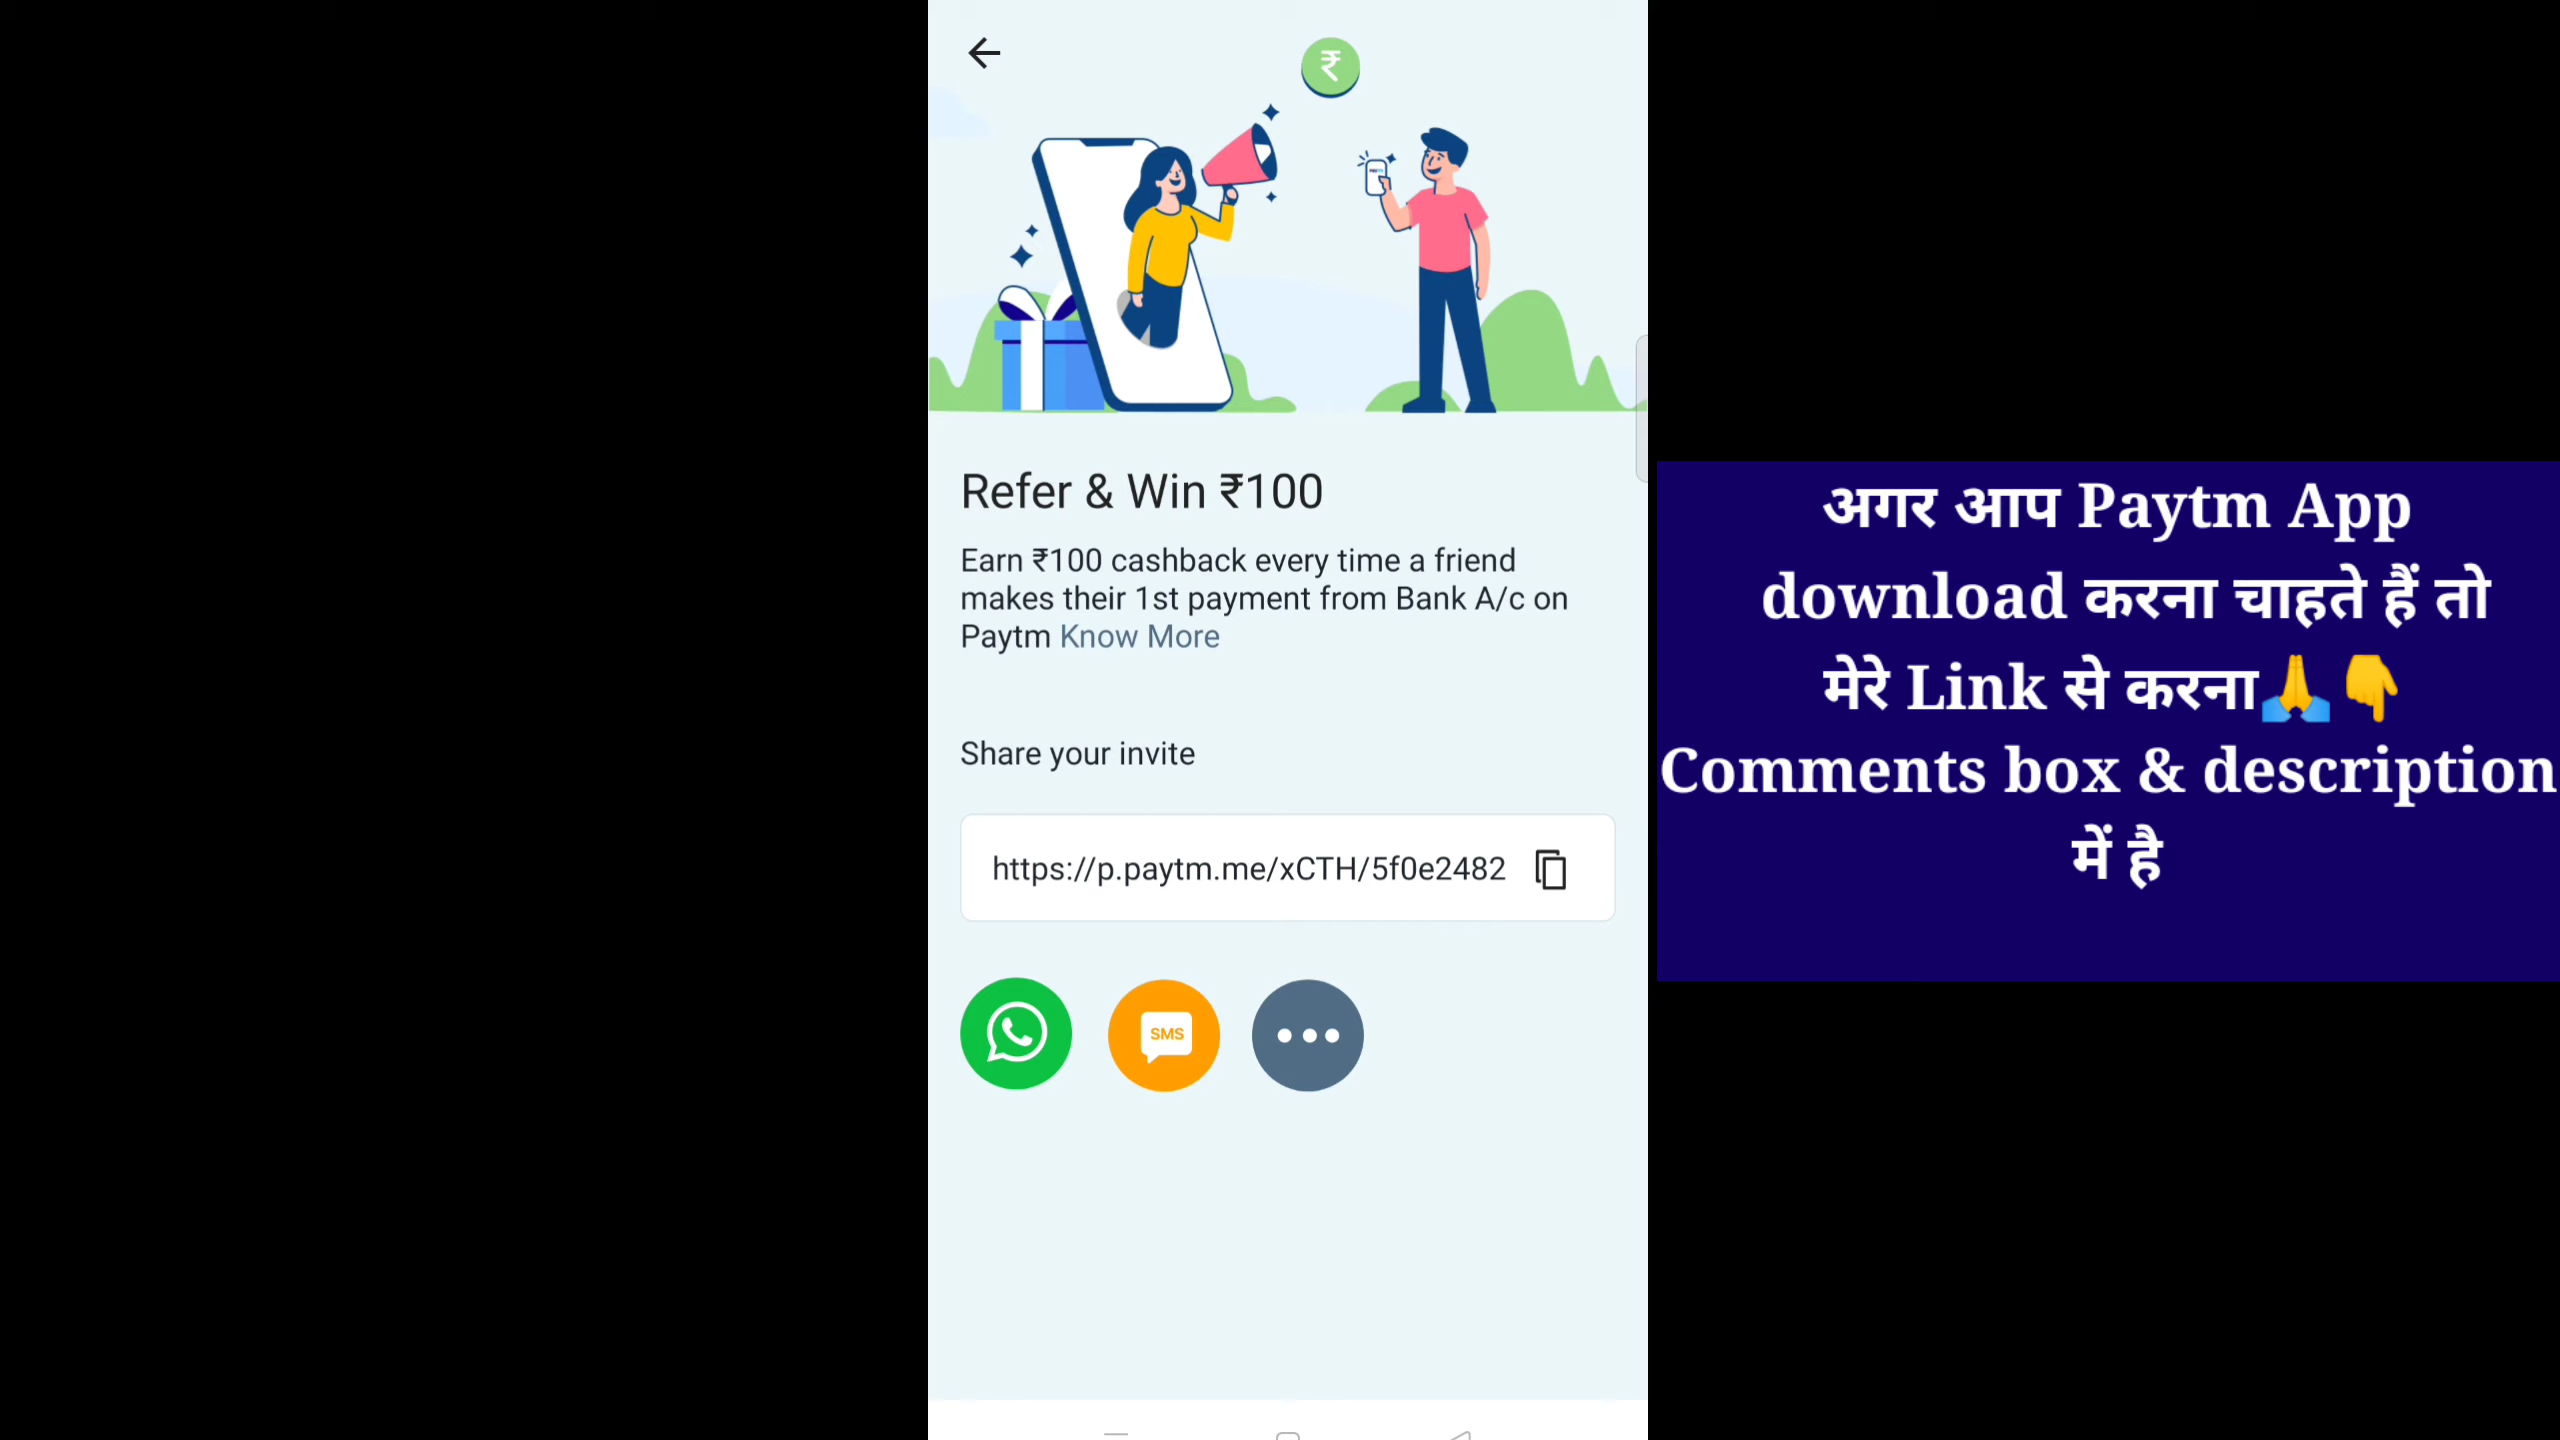 ₹
Refer & Win ₹100
Earn ₹100 cashback every time a friend
makes their 1st payment from Bank A/c on
Paytm Know More
Share your invite
https://p.paytm.me/xCTH/5f0e2482
SMS
अगर आप Paytm App
download करना चाहते हैं तो
मेरे Link से करना🙏👇
Comments box & description
में है